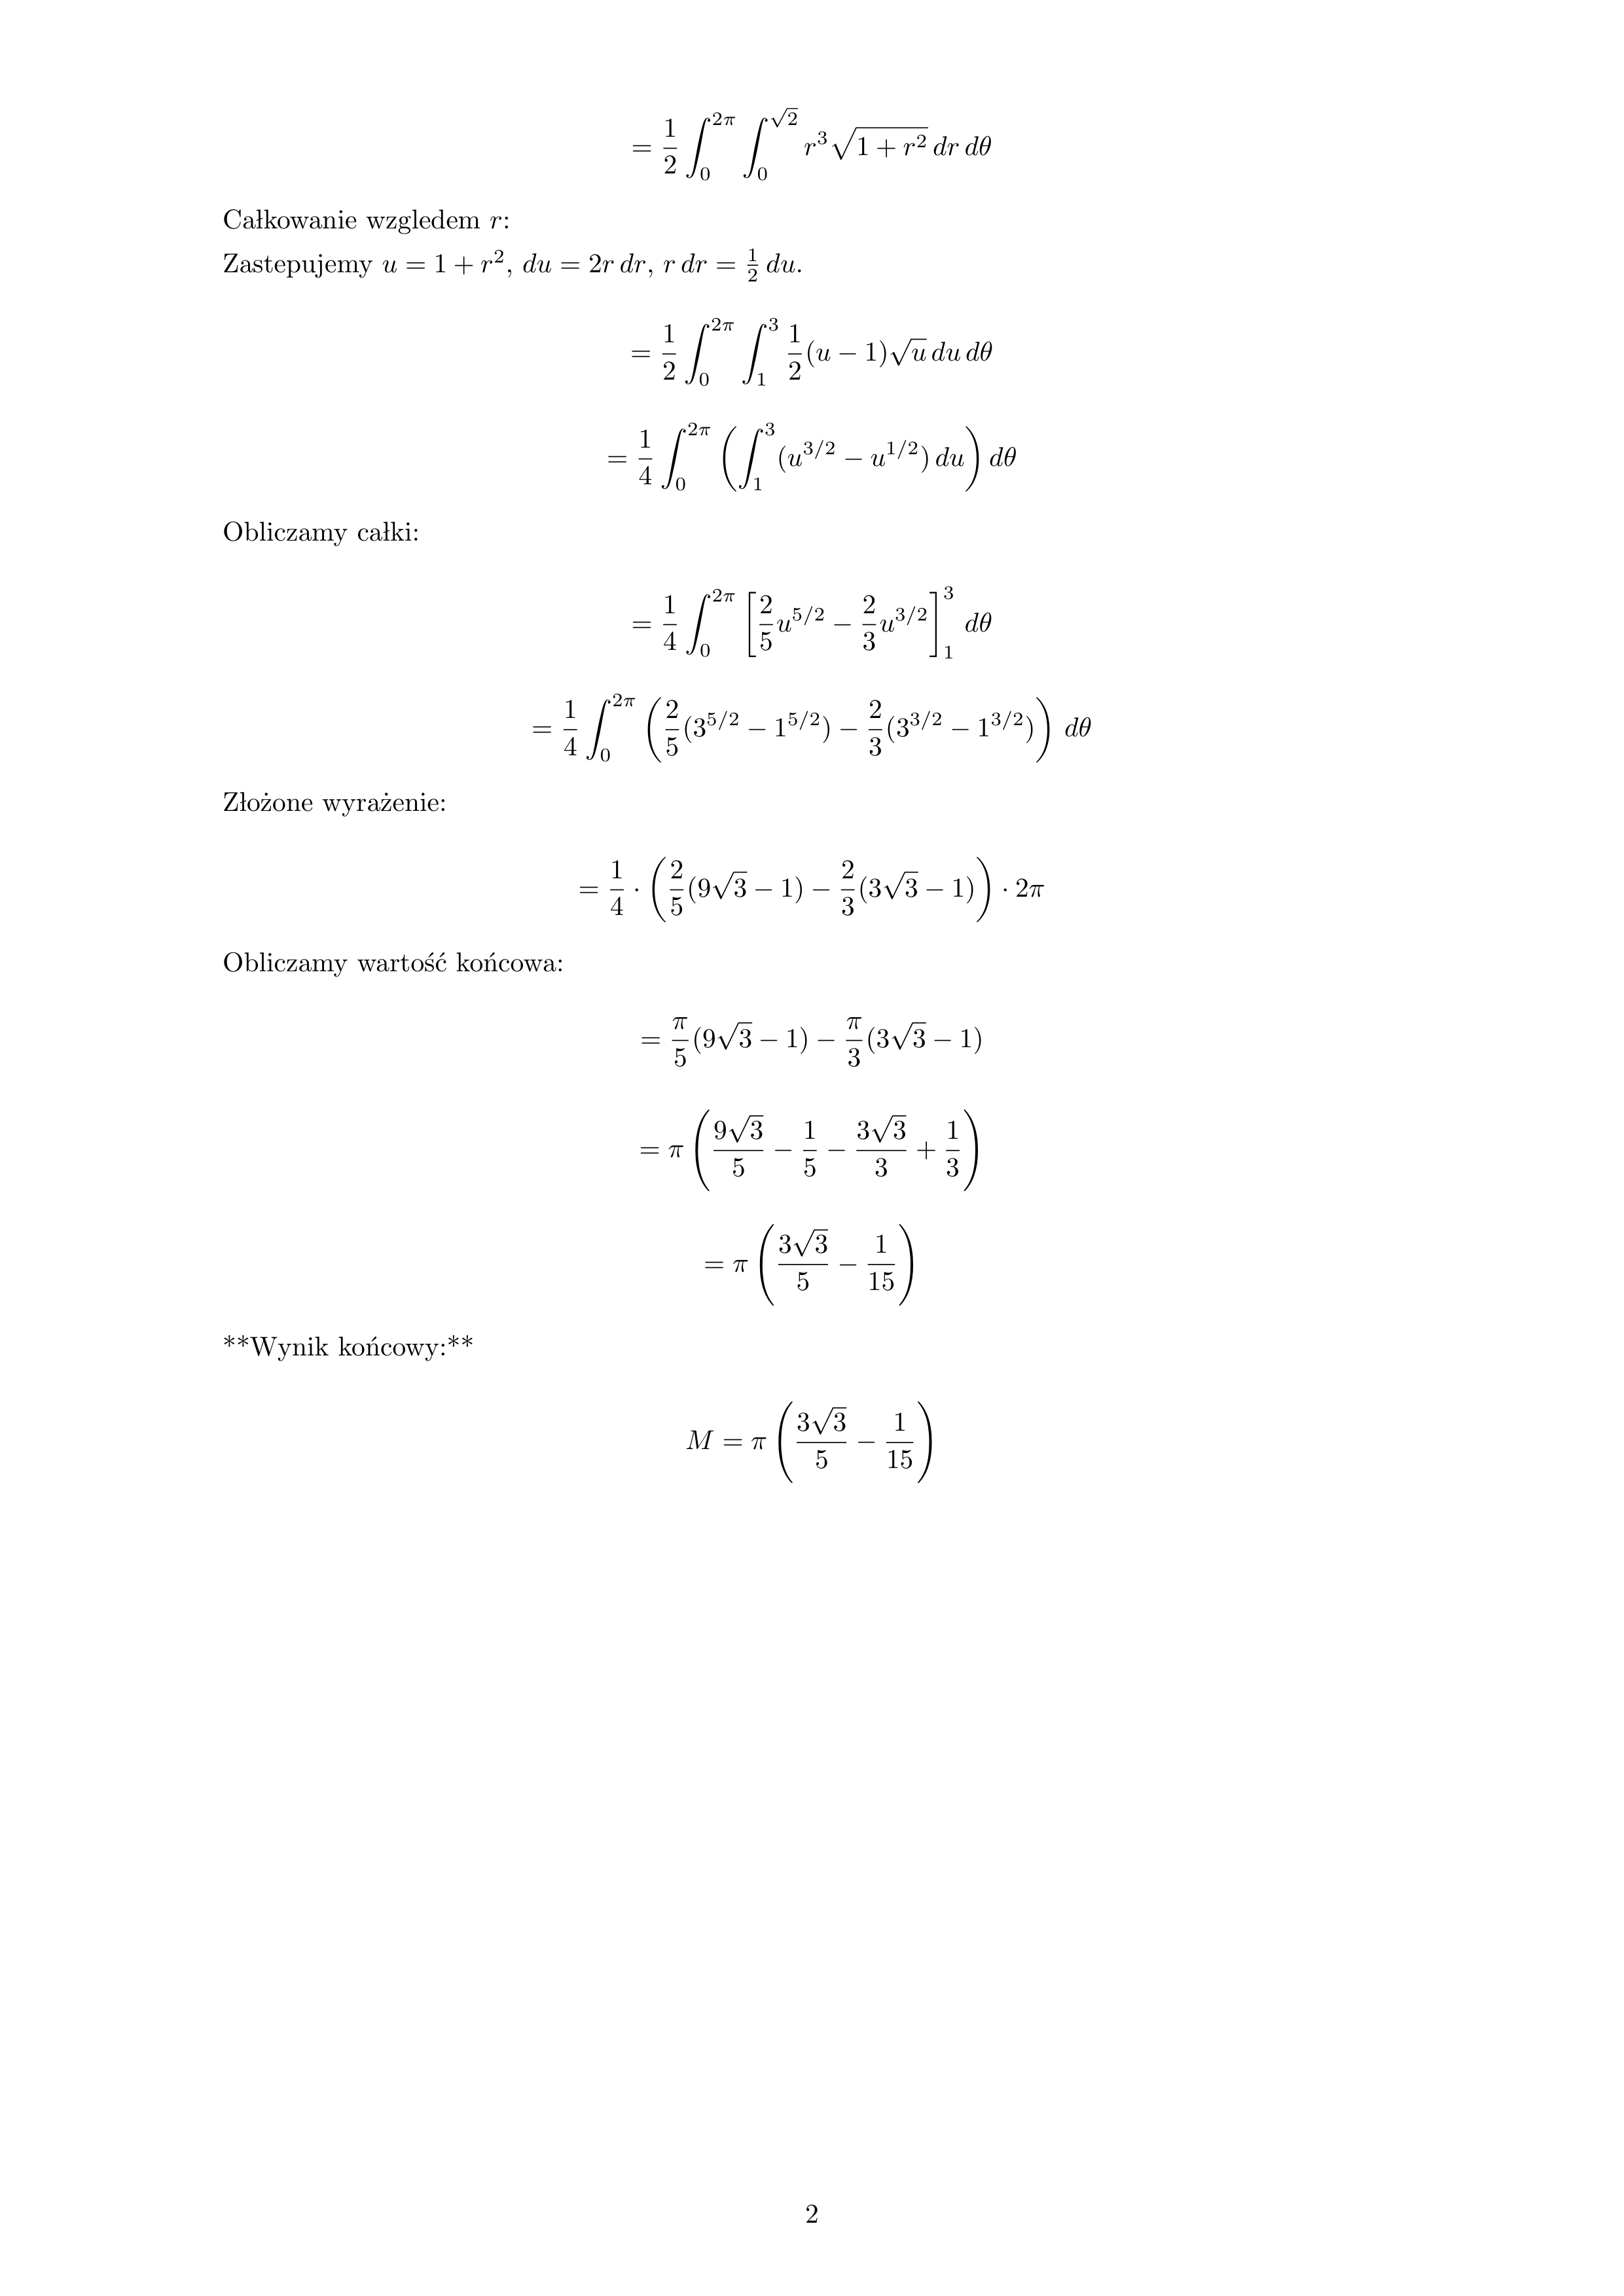 $$= \frac{1}{2} \int_0^{2\pi} \int_0^{\sqrt{2}} r^3 \sqrt{1 + r^2} \, dr \, d\theta$$
Całkowanie wzgledem $r$:
Zastepujemy $u = 1 + r^2$, $du = 2r \, dr$, $r \, dr = \frac{1}{2} \, du$.
$$= \frac{1}{2} \int_0^{2\pi} \int_1^3 \frac{1}{2} (u - 1) \sqrt{u} \, du \, d\theta$$
$$= \frac{1}{4} \int_0^{2\pi} \left( \int_1^3 (u^{3/2} - u^{1/2}) \, du \right) d\theta$$
Obliczamy całki:
$$= \frac{1}{4} \int_0^{2\pi} \left[ \frac{2}{5} u^{5/2} - \frac{2}{3} u^{3/2} \right]_1^3 \, d\theta$$
$$= \frac{1}{4} \int_0^{2\pi} \left( \frac{2}{5} (3^{5/2} - 1^{5/2}) - \frac{2}{3} (3^{3/2} - 1^{3/2}) \right) \, d\theta$$
Złożone wyrażenie:
$$= \frac{1}{4} \cdot \left( \frac{2}{5} (9\sqrt{3} - 1) - \frac{2}{3} (3\sqrt{3} - 1) \right) \cdot 2\pi$$
Obliczamy wartość końcowa:
$$= \frac{\pi}{5} (9\sqrt{3} - 1) - \frac{\pi}{3} (3\sqrt{3} - 1)$$
$$= \pi \left( \frac{9\sqrt{3}}{5} - \frac{1}{5} - \frac{3\sqrt{3}}{3} + \frac{1}{3} \right)$$
$$= \pi \left( \frac{3\sqrt{3}}{5} - \frac{1}{15} \right)$$
**Wynik końcowy:**
$$M = \pi \left( \frac{3\sqrt{3}}{5} - \frac{1}{15} \right)$$
2